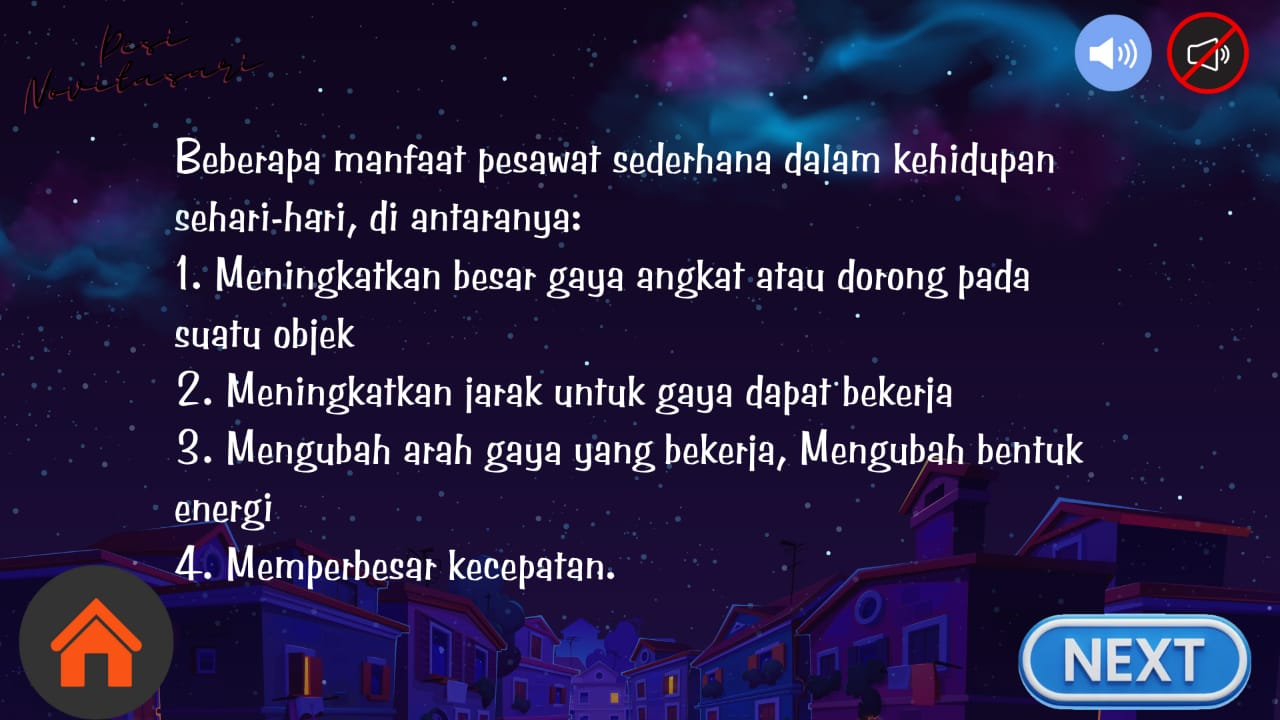 Pesi
Novitasari
Beberapa manfaat pesawat sederhana dalam kehidupan
sehari-hari, di antaranya:
1. Meningkatkan besar gaya angkat atau dorong pada
suatu objek
2. Meningkatkan jarak untuk gaya dapat bekerja
3. Mengubah arah gaya yang bekerja, Mengubah bentuk
energi
4. Memperbesar kecepatan.
NEXT